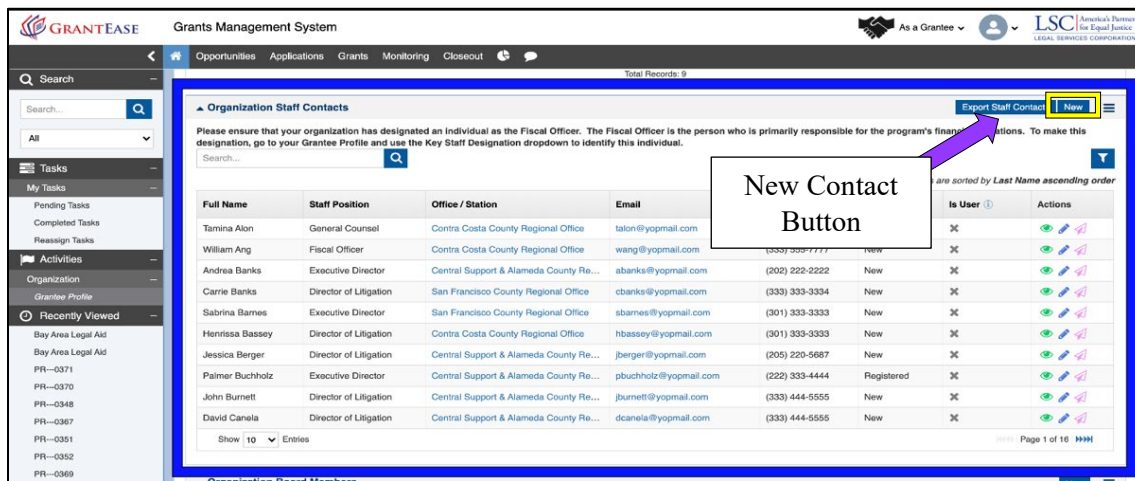 GRANTEASE
Grants Management System
As a Grantee
LSC America's Partner for Equal Justice
LEGAL SERVICES CORPORATION
Opportunities Applications Grants Monitoring Closeout
Search
Search...
All
Tasks
My Tasks
Pending Tasks
Completed Tasks
Reassign Tasks
Activities
Organization
Grantee Profile
Recently Viewed
Bay Area Legal Aid
Bay Area Legal Aid
PR---0371
PR---0370
PR---0348
PR---0367
PR---0351
PR---0352
PR---0369
Total Records: 9
Organization Staff Contacts
Export Staff Contact New
Please ensure that your organization has designated an individual as the Fiscal Officer. The Fiscal Officer is the person who is primarily responsible for the program's To make this
designation, go to your Grantee Profile and use the Key Staff Designation dropdown to identify this individual.
Search...
New Contact
Button
are sorted by Last Name ascending order
Full Name Staff Position Office / Station Email Is User Actions
Tamina Alon General Counsel Contra Costa County Regional Office talon@yopmail.com
William Ang Fiscal Officer Contra Costa County Regional Office wang@yopmail.com (333) 555-7777 New
Andrea Banks Executive Director Central Support & Alameda County Re... abanks@yopmail.com (202) 222-2222 New
Carrie Banks Director of Litigation San Francisco County Regional Office cbanks@yopmail.com (333) 333-3334 New
Sabrina Barnes Executive Director San Francisco County Regional Office sbarnes@yopmail.com (301) 333-3333 New
Henrissa Bassey Director of Litigation Contra Costa County Regional Office hbassey@yopmail.com (301) 333-3333 New
Jessica Berger Director of Litigation Central Support & Alameda County Re... jberger@yopmail.com (205) 220-5687 New
Palmer Buchholz Executive Director Central Support & Alameda County Re... pbuchholz@yopmail.com (222) 333-4444 Registered
John Burnett Director of Litigation Central Support & Alameda County Re... jburnett@yopmail.com (333) 444-5555 New
David Canela Director of Litigation Central Support & Alameda County Re... dcanela@yopmail.com (333) 444-5555 New
Show 10 Entries
Page 1 of 16
Organization Board Members